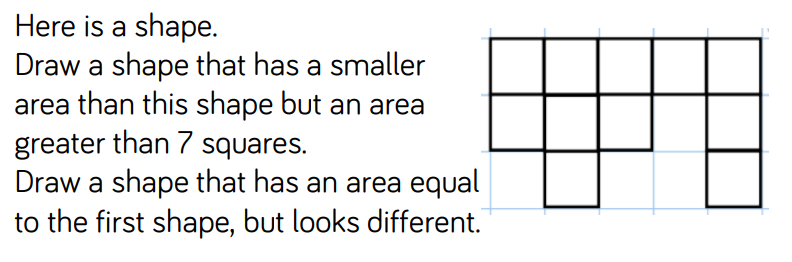 Here is a shape.
Draw a shape that has a smaller
area than this shape but an area
greater than 7 squares.
Draw a shape that has an area equal
to the first shape, but looks different.